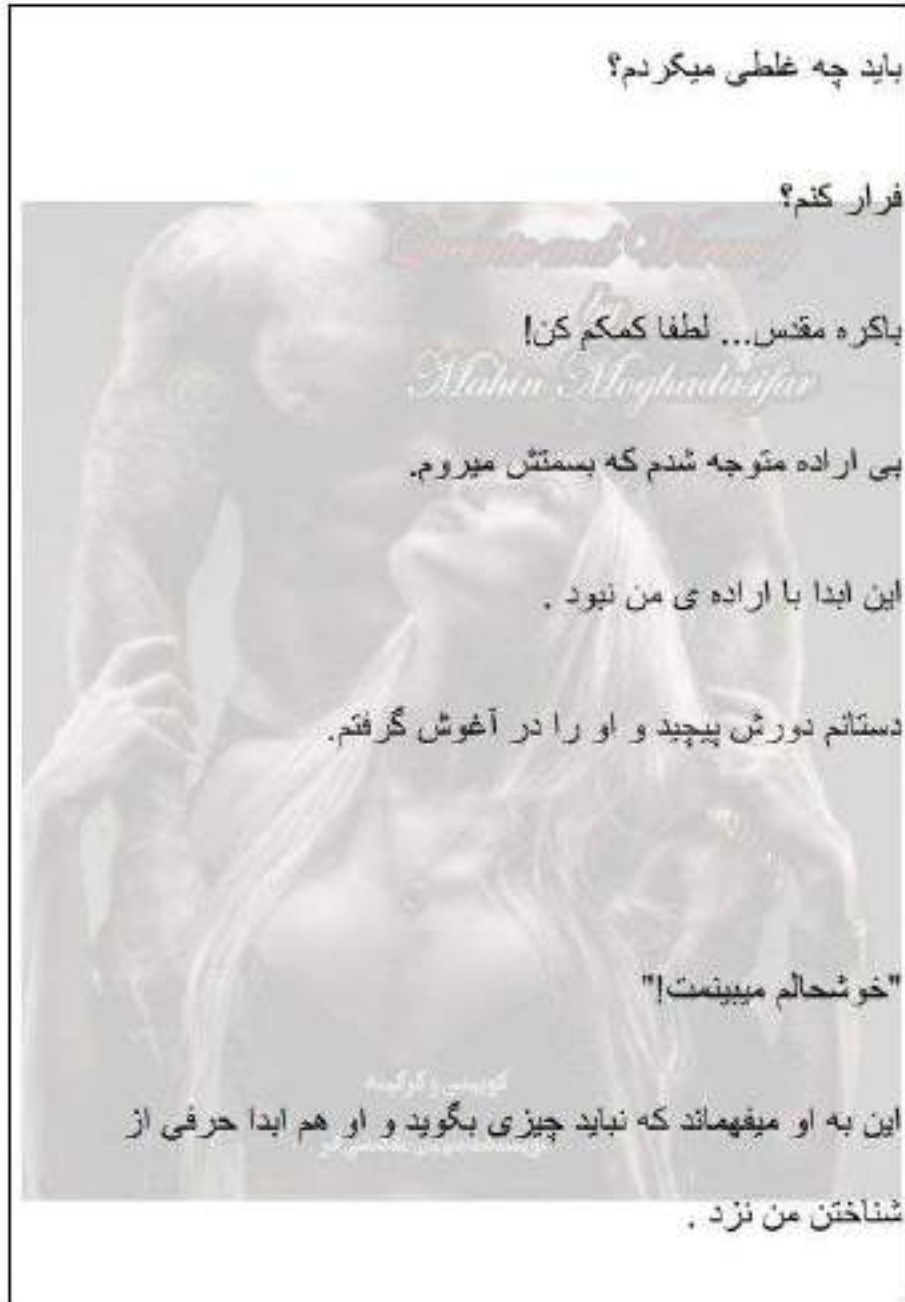 باید چه غلطی میکردم؟
فرار کنم؟
by
باکره مقدس... لطفا کمکم کن!
Mahin Moghadasifar
بی اراده متوجه شدم که بسمتش میروم.
این ابدا با اراده ی من نبود .
دستانم دورش پیچید و او را در آغوش گرفتم.
"خوشحالم میبینمت!"
این به او میفهماند که نباید چیزی بگوید و او هم ابدا حرفی از
شناختن من نزد .